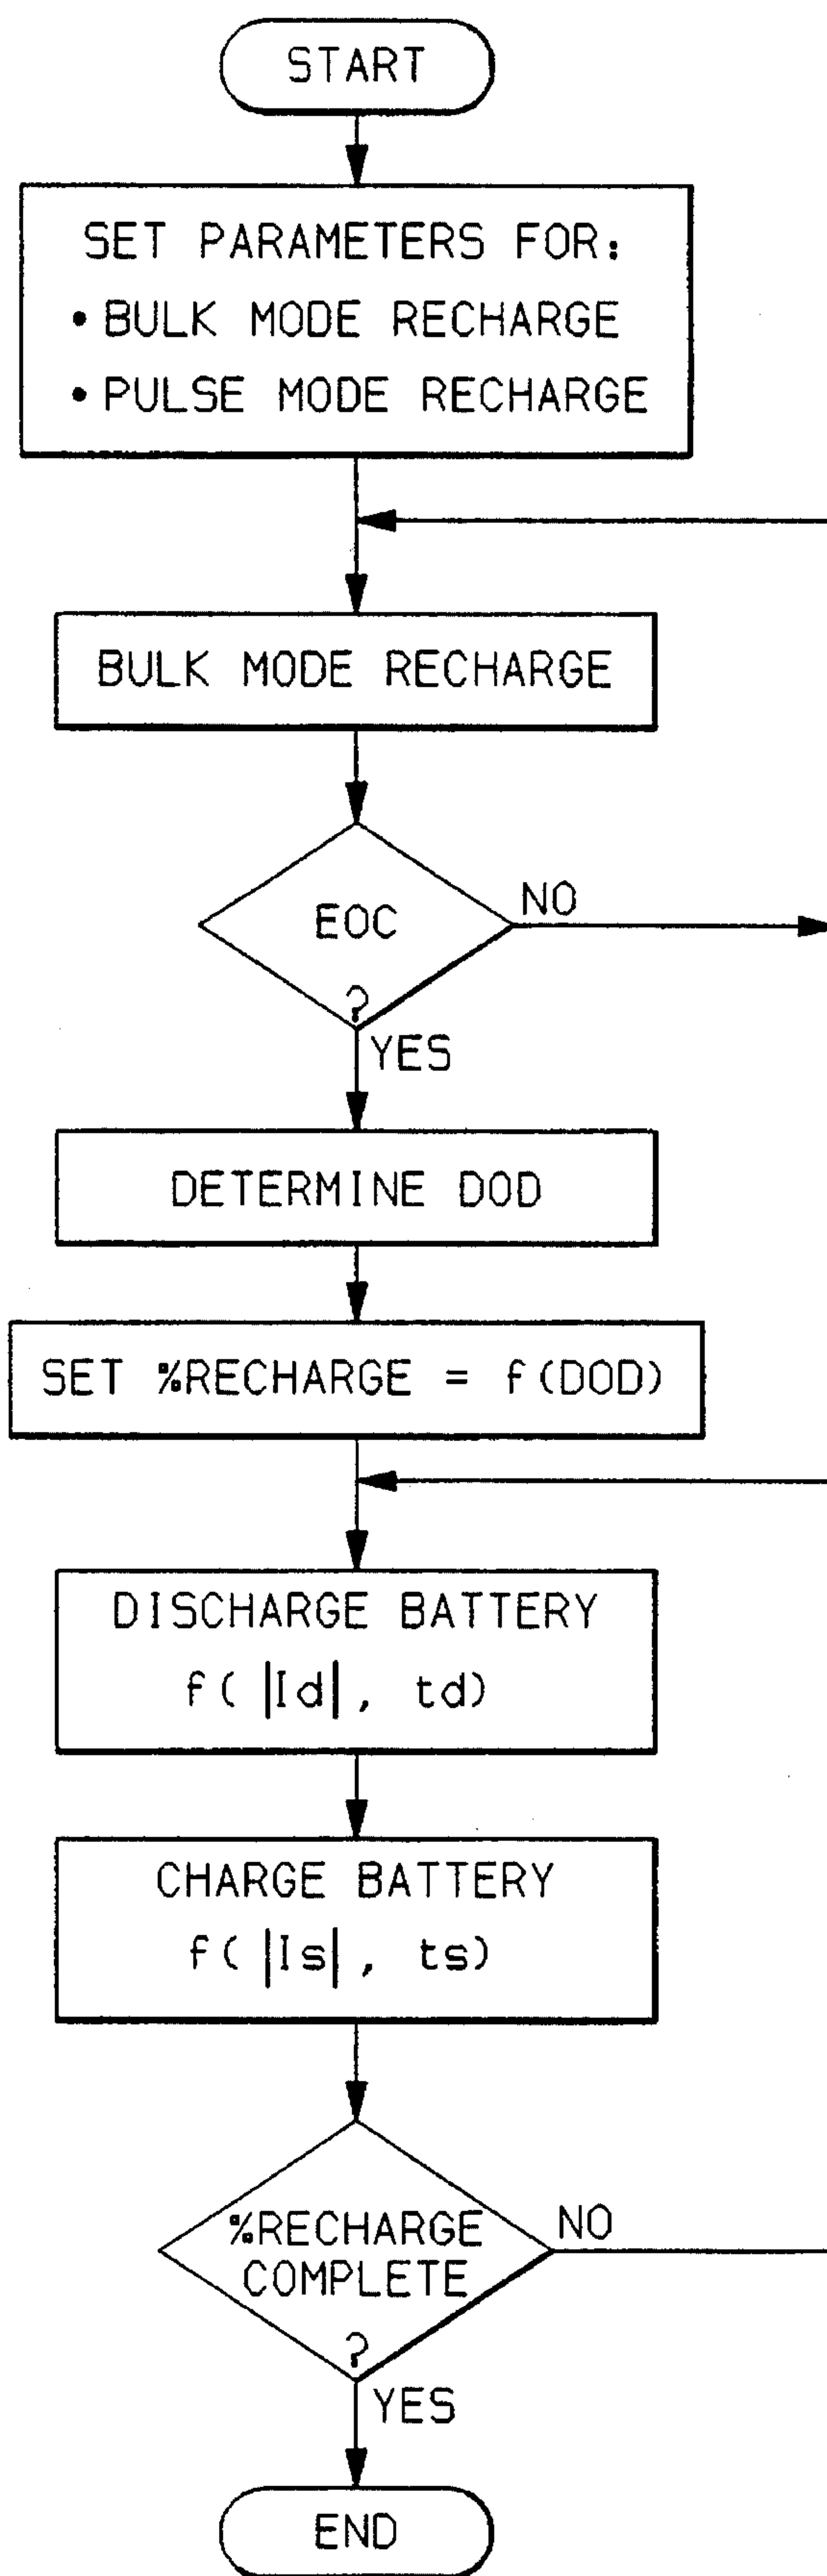 START
SET PARAMETERS FOR:
• BULK MODE RECHARGE
• PULSE MODE RECHARGE
BULK MODE RECHARGE
EOC
?
NO
YES
DETERMINE DOD
SET %RECHARGE = f(DOD)
DISCHARGE BATTERY
f( |Id|, td)
CHARGE BATTERY
f( |Is|, ts)
%RECHARGE
COMPLETE
?
NO
YES
END